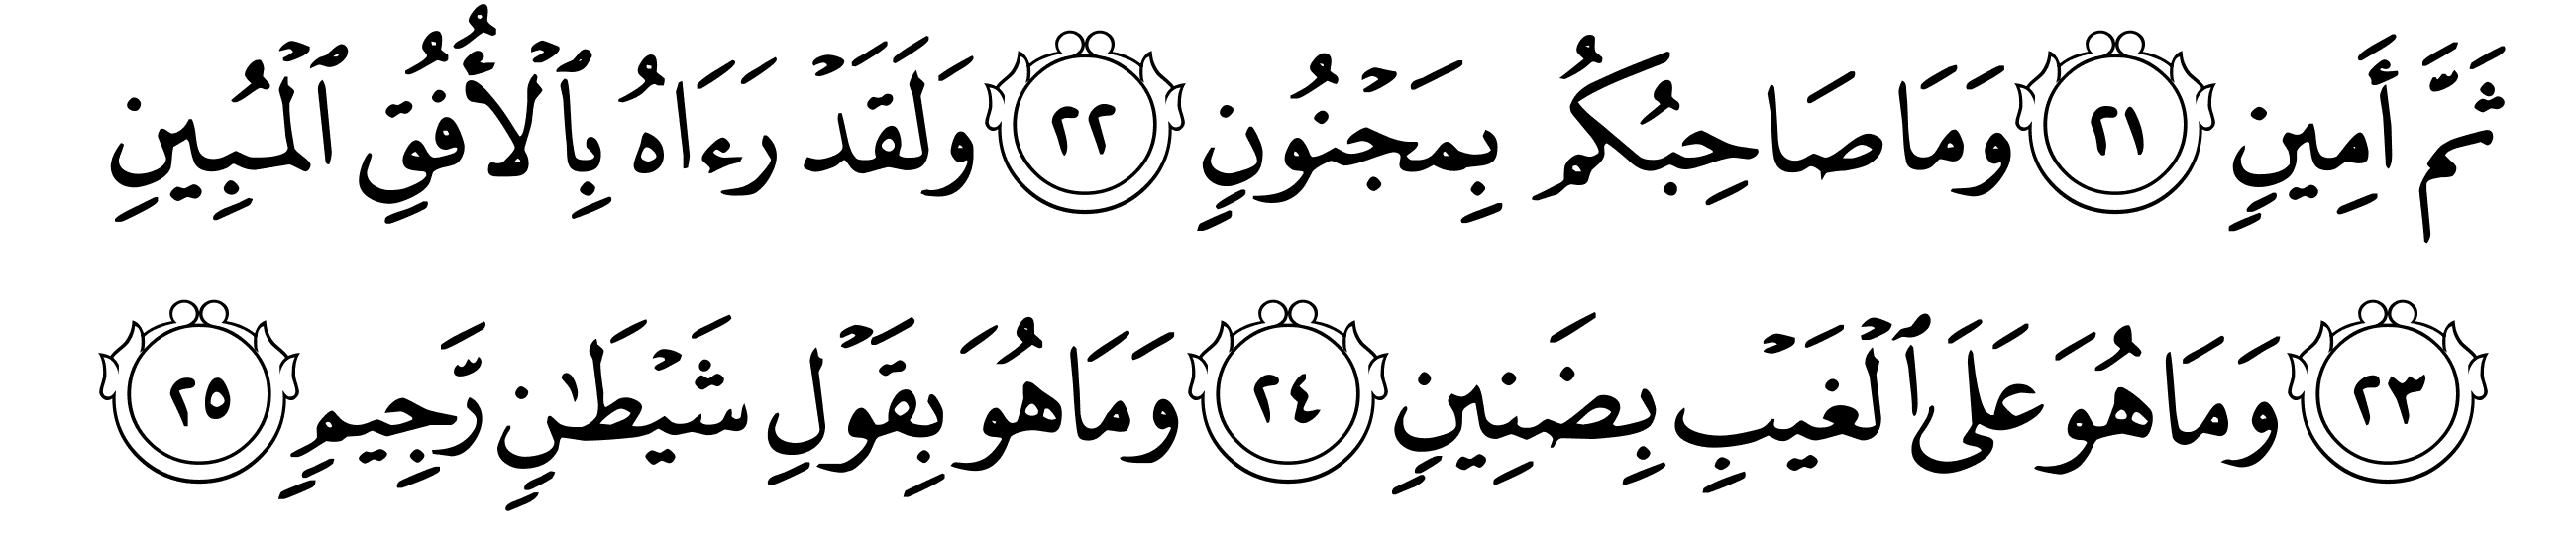 ثَمَّ أَمِينٍ ٢١ وَمَا صَاحِبُكُم بِمَجْنُونٍ ٢٢ وَلَقَدْ رَءَاهُ بِٱلْأُفُقِ ٱلْمُبِينِ
٢٣ وَمَا هُوَ عَلَى ٱلْغَيْبِ بِضَنِينٍ ٢٤ وَمَا هُوَ بِقَوْلِ شَيْطَٰنٍ رَّجِيمٍ ٢٥